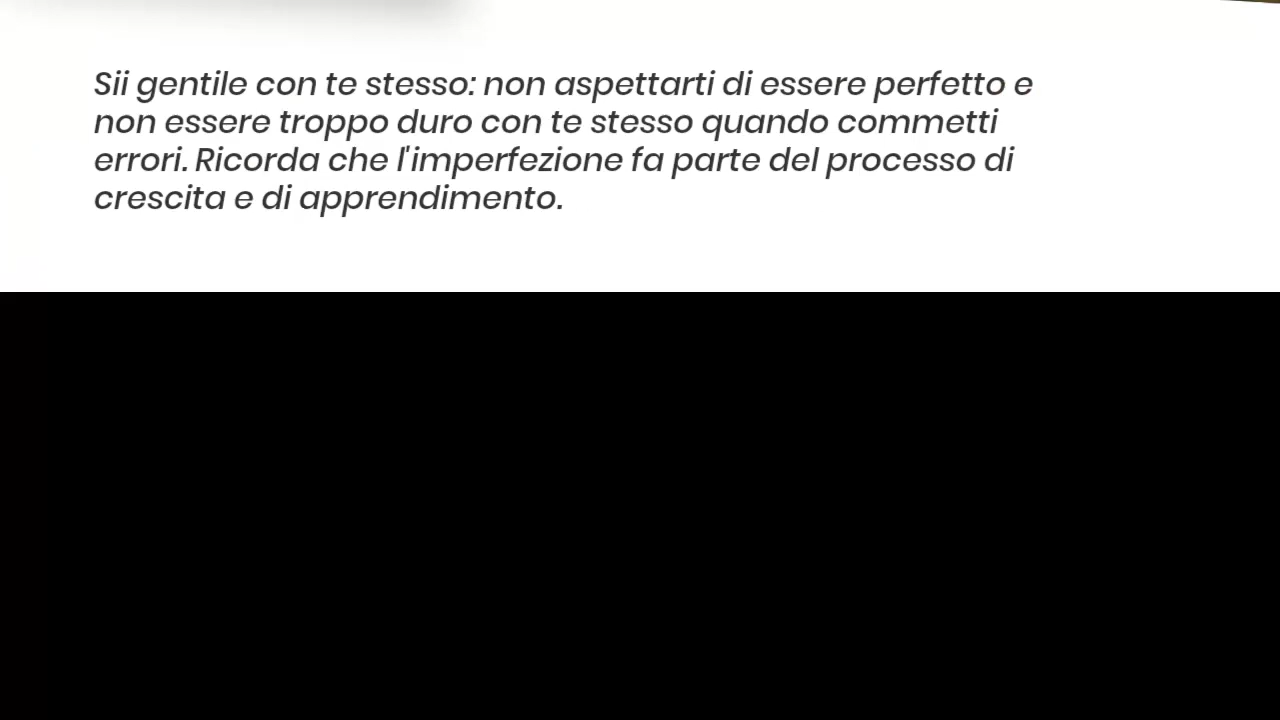 Sii gentile con te stesso: non aspettarti di essere perfetto e
non essere troppo duro con te stesso quando commetti
errori. Ricorda che l'imperfezione fa parte del processo di
crescita e di apprendimento.